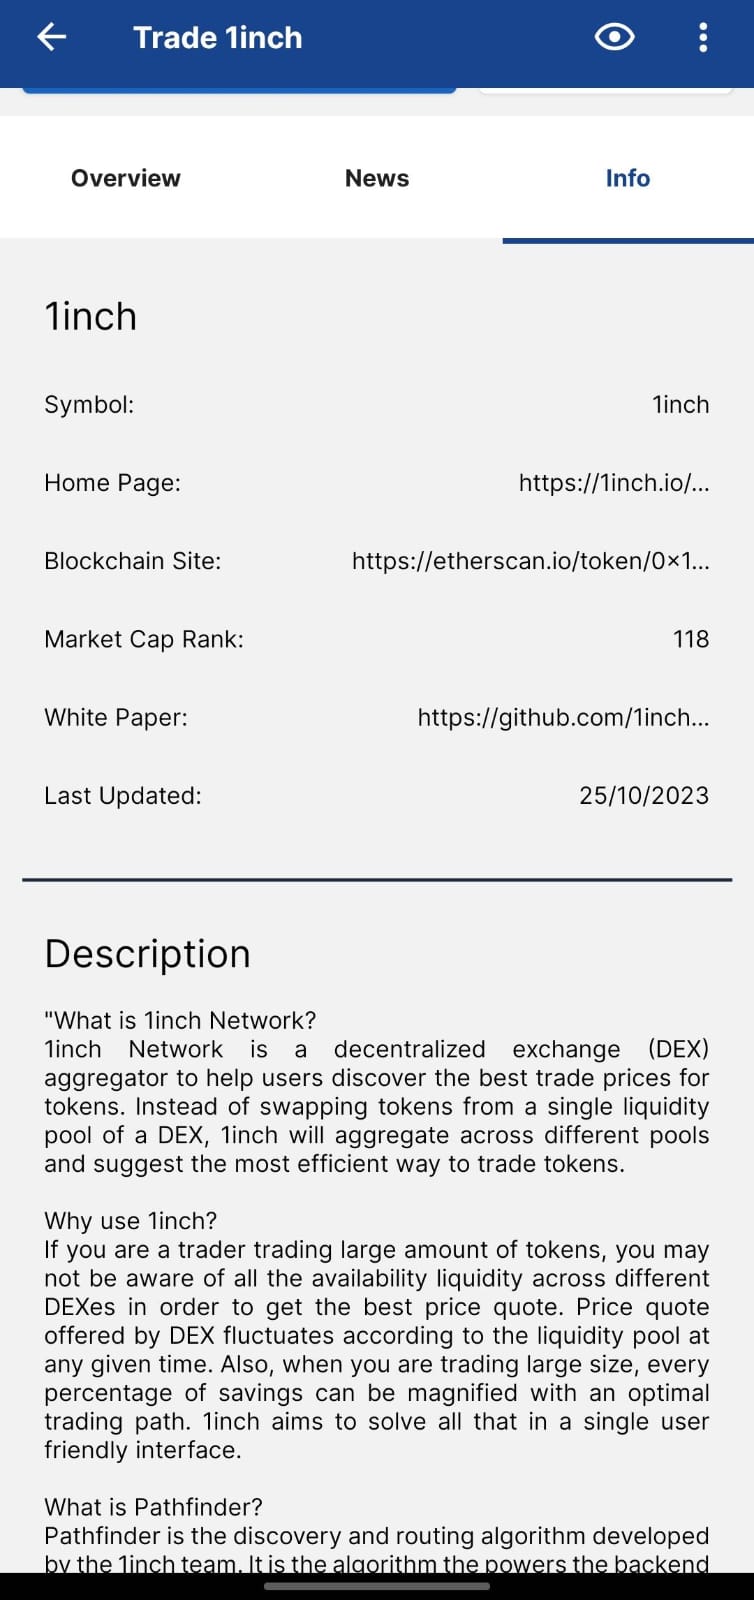 Trade 1inch
Overview News Info
1inch
Symbol: 1inch
Home Page: https://1inch.io/...
Blockchain Site: https://etherscan.io/token/0×1...
Market Cap Rank: 118
White Paper: https://github.com/1inch...
Last Updated: 25/10/2023
Description
"What is 1inch Network?
1inch Network is a decentralized exchange (DEX)
aggregator to help users discover the best trade prices for
tokens. Instead of swapping tokens from a single liquidity
pool of a DEX, 1inch will aggregate across different pools
and suggest the most efficient way to trade tokens.
Why use 1inch?
If you are a trader trading large amount of tokens, you may
not be aware of all the availability liquidity across different
DEXes in order to get the best price quote. Price quote
offered by DEX fluctuates according to the liquidity pool at
any given time. Also, when you are trading large size, every
percentage of savings can be magnified with an optimal
trading path. 1inch aims to solve all that in a single user
friendly interface.
What is Pathfinder?
Pathfinder is the discovery and routing algorithm developed
by the 1inch team. It is the algorithm the powers the backend